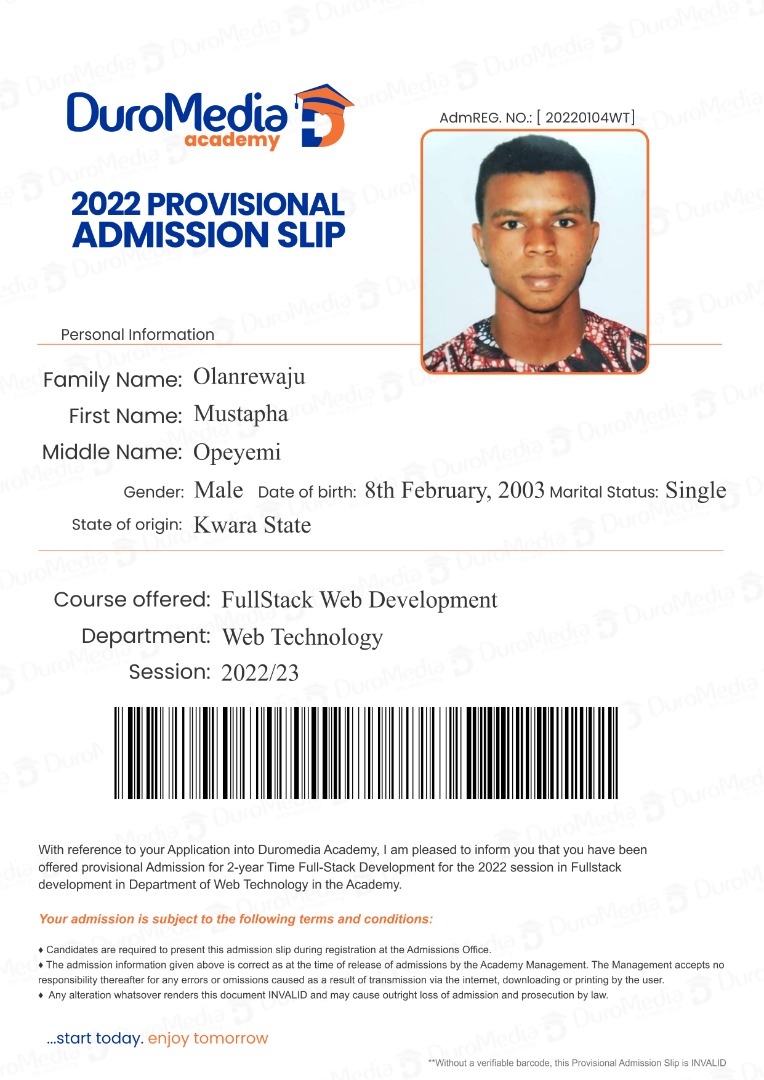 DuroMedia
academy
AdmREG. NO.: [ 20220104WT]
2022 PROVISIONAL
ADMISSION SLIP
Personal Information
Family Name: Olanrewaju
First Name: Mustapha
Middle Name: Opeyemi
Gender: Male Date of birth: 8th February, 2003 Marital Status: Single
State of origin: Kwara State
Course offered: FullStack Web Development
Department: Web Technology
Session: 2022/23
With reference to your Application into Duromedia Academy, I am pleased to inform you that you have been
offered provisional Admission for 2-year Time Full-Stack Development for the 2022 session in Fullstack
development in Department of Web Technology in the Academy.
Your admission is subject to the following terms and conditions:
♦ Candidates are required to present this admission slip during registration at the Admissions Office.
♦ The admission information given above is correct as at the time of release of admissions by the Academy Management. The Management accepts no
responsibility thereafter for any errors or omissions caused as a result of transmission via the internet, downloading or printing by the user.
♦ Any alteration whatsover renders this document INVALID and may cause outright loss of admission and prosecution by law.
...start today. enjoy tomorrow
**Without a verifiable barcode, this Provisional Admission Slip is INVALID